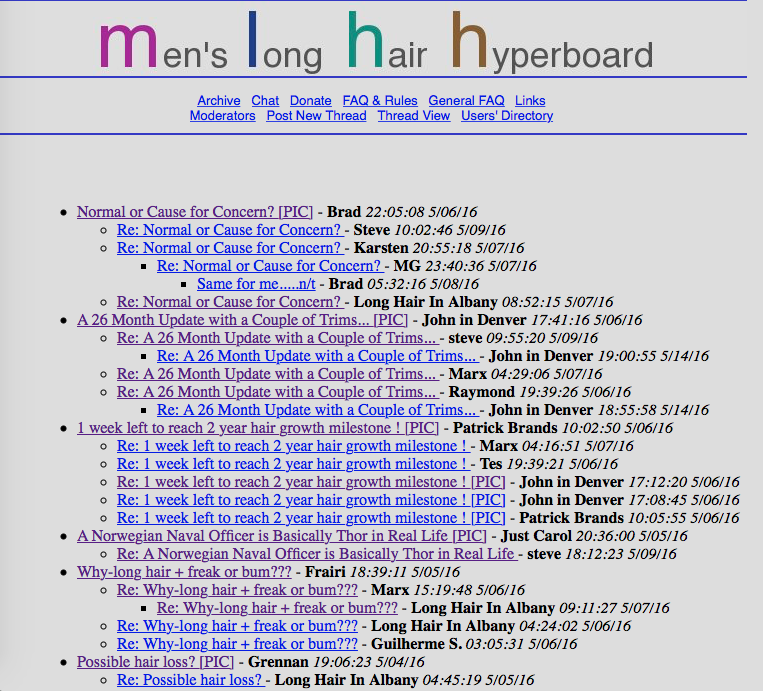 men's long hair hyperboard
Archive Chat Donate FAQ & Rules General FAQ Links
Moderators Post New Thread Thread View Users' Directory
Normal or Cause for Concern? [PIC] - Brad 22:05:08 5/06/16
Re: Normal or Cause for Concern? - Steve 10:02:46 5/09/16
Re: Normal or Cause for Concern? - Karsten 20:55:18 5/07/16
Re: Normal or Cause for Concern? - MG 23:40:36 5/07/16
Same for me.....n/t - Brad 05:32:16 5/08/16
Re: Normal or Cause for Concern? - Long Hair In Albany 08:52:15 5/07/16
A 26 Month Update with a Couple of Trims... [PIC] - John in Denver 17:41:16 5/06/16
Re: A 26 Month Update with a Couple of Trims... - steve 09:55:20 5/09/16
Re: A 26 Month Update with a Couple of Trims... - John in Denver 19:00:55 5/14/16
Re: A 26 Month Update with a Couple of Trims... - Marx 04:29:06 5/07/16
Re: A 26 Month Update with a Couple of Trims... - Raymond 19:39:26 5/06/16
Re: A 26 Month Update with a Couple of Trims... - John in Denver 18:55:58 5/14/16
1 week left to reach 2 year hair growth milestone ! [PIC] - Patrick Brands 10:02:50 5/06/16
Re: 1 week left to reach 2 year hair growth milestone ! - Marx 04:16:51 5/07/16
Re: 1 week left to reach 2 year hair growth milestone ! - Tes 19:39:21 5/06/16
Re: 1 week left to reach 2 year hair growth milestone ! [PIC] - John in Denver 17:12:20 5/06/16
Re: 1 week left to reach 2 year hair growth milestone ! [PIC] - John in Denver 17:08:45 5/06/16
Re: 1 week left to reach 2 year hair growth milestone ! [PIC] - Patrick Brands 10:05:55 5/06/16
A Norwegian Naval Officer is Basically Thor in Real Life [PIC] - Just Carol 20:36:00 5/05/16
Re: A Norwegian Naval Officer is Basically Thor in Real Life - steve 18:12:23 5/09/16
Why-long hair + freak or bum??? - Frairi 18:39:11 5/05/16
Re: Why-long hair + freak or bum??? - Marx 15:19:48 5/06/16
Re: Why-long hair + freak or bum??? - Long Hair In Albany 09:11:27 5/07/16
Re: Why-long hair + freak or bum??? - Long Hair In Albany 04:24:02 5/06/16
Re: Why-long hair + freak or bum??? - Guilherme S. 03:05:31 5/06/16
Possible hair loss? [PIC] - Grennan 19:06:23 5/04/16
Re: Possible hair loss? - Long Hair In Albany 04:45:19 5/05/16